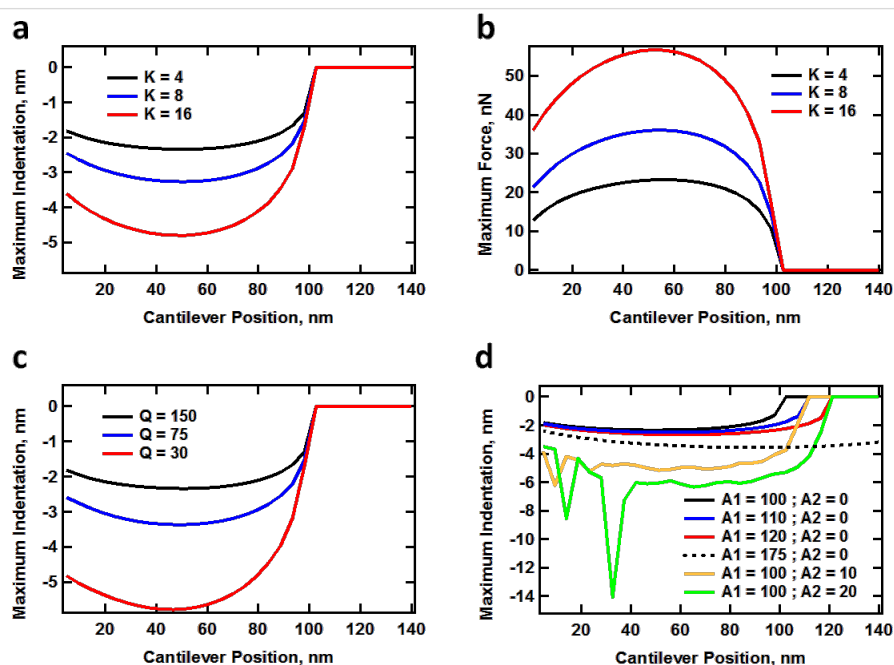 a
0
-1
-2
-3
-4
-5
Maximum Indentation, nm
K = 4
K = 8
K = 16
20 40 60 80 100 120 140
Cantilever Position, nm
b
50
40
30
20
10
0
Maximum Force, nN
K = 4
K = 8
K = 16
20 40 60 80 100 120 140
Cantilever Position, nm
c
0
-1
-2
-3
-4
-5
Maximum Indentation, nm
Q = 150
Q = 75
Q = 30
20 40 60 80 100 120 140
Cantilever Position, nm
d
0
-2
-4
-6
-8
-10
-12
-14
Maximum Indentation, nm
A1 = 100 ; A2 = 0
A1 = 110 ; A2 = 0
A1 = 120 ; A2 = 0
A1 = 175 ; A2 = 0
A1 = 100 ; A2 = 10
A1 = 100 ; A2 = 20
20 40 60 80 100 120 140
Cantilever Position, nm